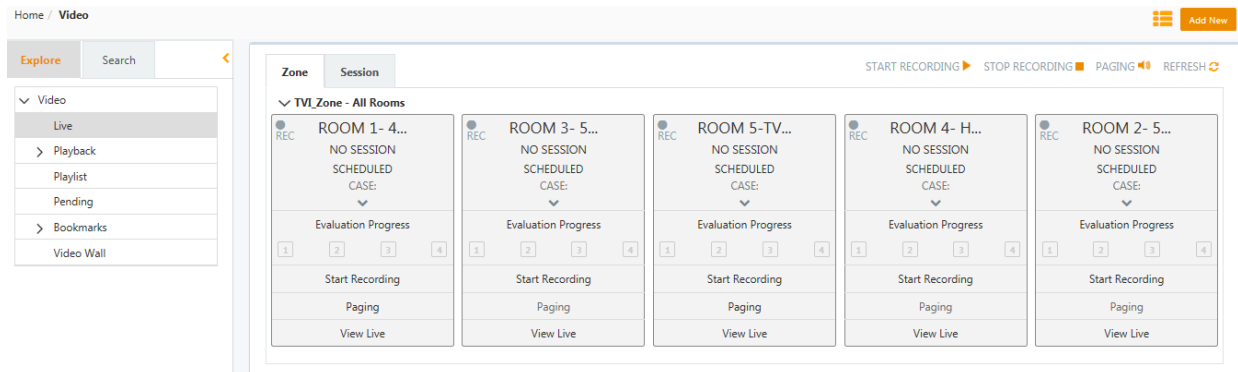 Home / Video
Add New
Explore Search
Video
Live
Playback
Playlist
Pending
Bookmarks
Video Wall
Zone Session
START RECORDING STOP RECORDING PAGING REFRESH
TVI_Zone - All Rooms
REC ROOM 1- 4...
NO SESSION
SCHEDULED
CASE:
Evaluation Progress
1 2 3 4
Start Recording
Paging
View Live
REC ROOM 3- 5...
NO SESSION
SCHEDULED
CASE:
Evaluation Progress
1 2 3 4
Start Recording
Paging
View Live
REC ROOM 5-TV...
NO SESSION
SCHEDULED
CASE:
Evaluation Progress
1 2 3 4
Start Recording
Paging
View Live
REC ROOM 4- H...
NO SESSION
SCHEDULED
CASE:
Evaluation Progress
1 2 3 4
Start Recording
Paging
View Live
REC ROOM 2- 5...
NO SESSION
SCHEDULED
CASE:
Evaluation Progress
1 2 3 4
Start Recording
Paging
View Live